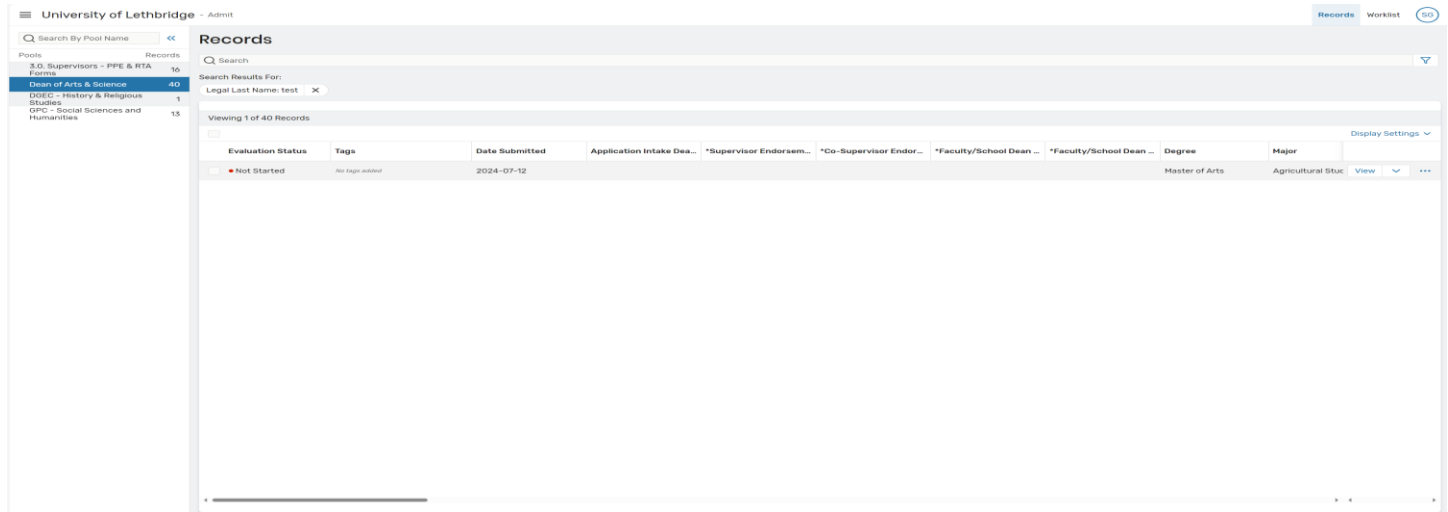 University of Lethbridge - Admit
Records Worklist SG
Search By Pool Name
Pools Records
3.0. Supervisors - PPE & RTA Forms 16
Dean of Arts & Science 40
DGEC - History & Religious Studies 1
GPC - Social Sciences and Humanities 13
Records
Search
Search Results For:
Legal Last Name: test
Viewing 1 of 40 Records
Display Settings
Evaluation Status Tags Date Submitted Application Intake Dea... *Supervisor Endorsem... *Co-Supervisor Endor... *Faculty/School Dean ... *Faculty/School Dean ... Degree Major
Not Started No tags added 2024-07-12 Master of Arts Agricultural Stuc View ...